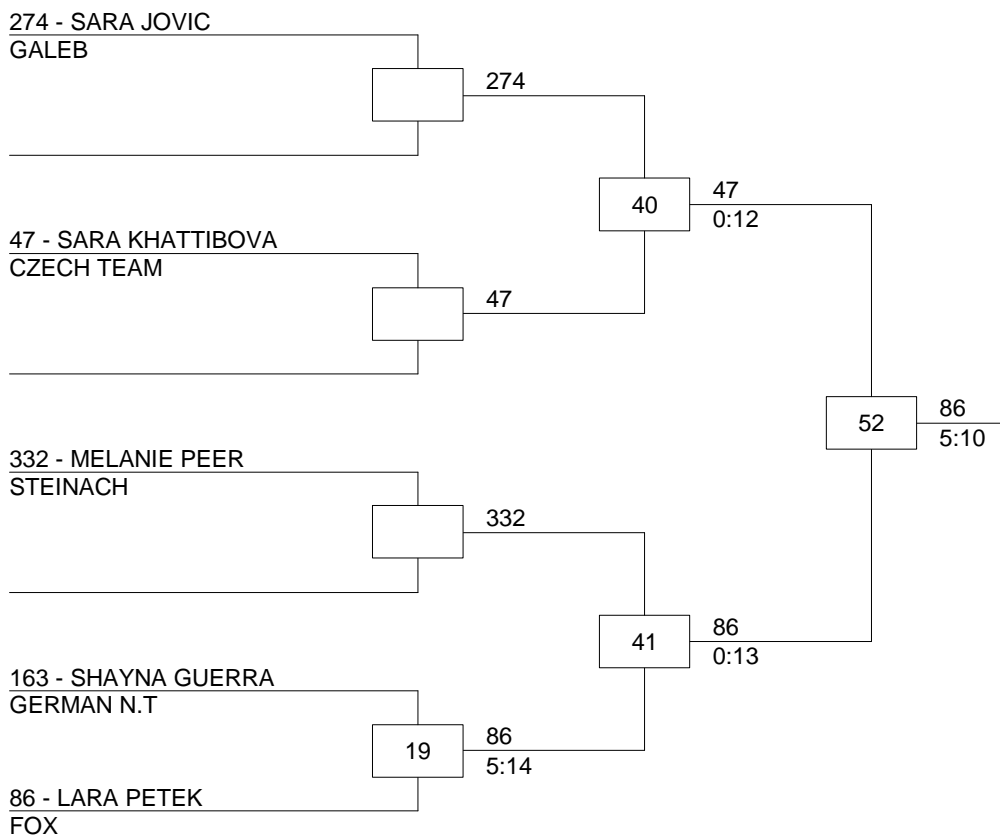 274 - SARA JOVIC
GALEB
274
47 - SARA KHATTIBOVA
CZECH TEAM
47
40
47
0:12
332 - MELANIE PEER
STEINACH
332
163 - SHAYNA GUERRA
GERMAN N.T
19
86
5:14
86 - LARA PETEK
FOX
41
86
0:13
52
86
5:10